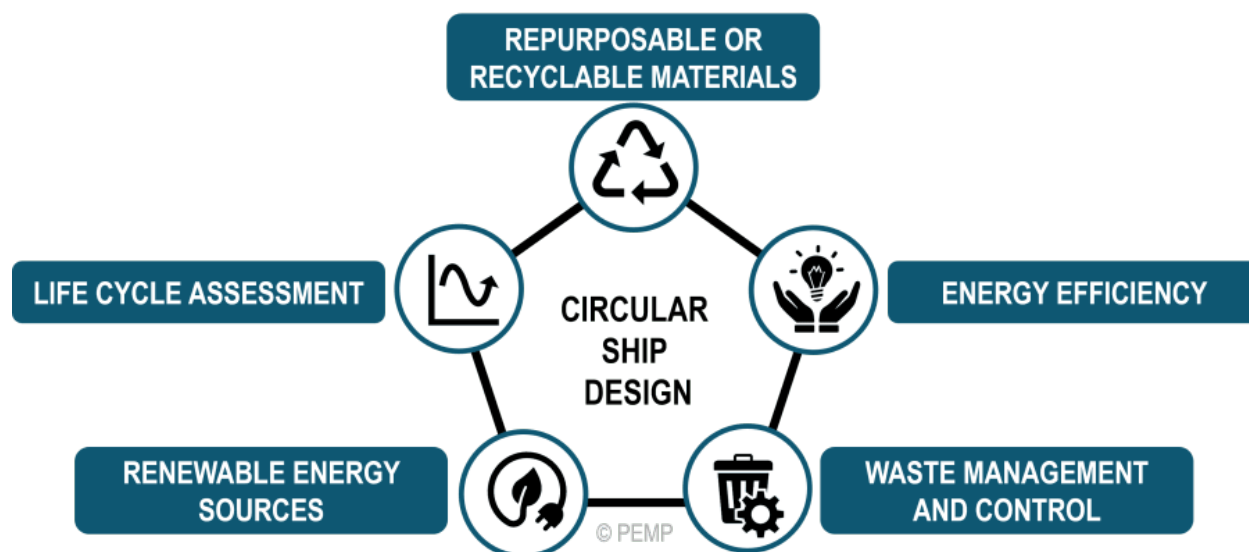 REPURPOSABLE OR
RECYCLABLE MATERIALS
LIFE CYCLE ASSESSMENT
ENERGY EFFICIENCY
CIRCULAR
SHIP
DESIGN
RENEWABLE ENERGY
SOURCES
WASTE MANAGEMENT
AND CONTROL
© PEMP